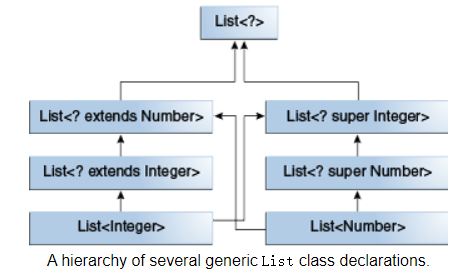 List<?>
List<? extends Number> List<? super Integer>
List<? extends Integer> List<? super Number>
List<Integer> List<Number>
A hierarchy of several generic List class declarations.